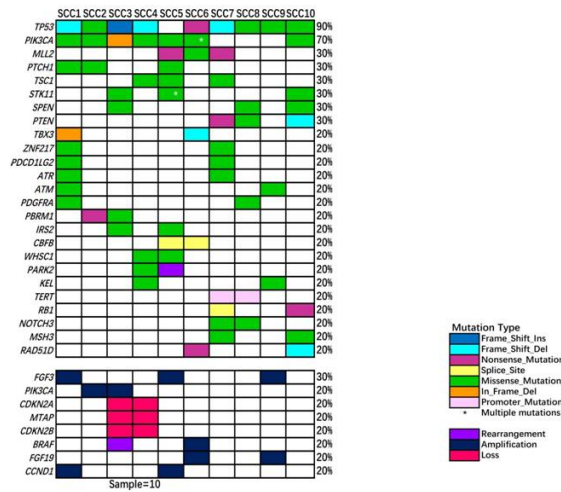 SCC1 SCC2 SCC3 SCC4 SCC5 SCC6 SCC7 SCC8 SCC9 SCC10
TP53 90%
PIK3CA * 70%
MLL2 30%
PTCH1 30%
TSC1 30%
STK11 * 30%
SPEN 30%
PTEN 30%
TBX3 20%
ZNF217 20%
PDCD1LG2 20%
ATR 20%
ATM 20%
PDGFRA 20%
PBRM1 20%
IRS2 20%
CBFB 20%
WHSC1 20%
PARK2 20%
KEL 20%
TERT 20%
RB1 20%
NOTCH3 20%
MSH3 20%
RAD51D 20%
FGF3 30%
PIK3CA 20%
CDKN2A 20%
MTAP 20%
CDKN2B 20%
BRAF 20%
FGF19 20%
CCND1 20%
Sample=10
Mutation Type
Frame_Shift_Ins
Frame_Shift_Del
Nonsense_Mutation
Splice_Site
Missense_Mutation
In_Frame_Del
Promoter_Mutation
* Multiple mutations
Rearrangement
Amplification
Loss